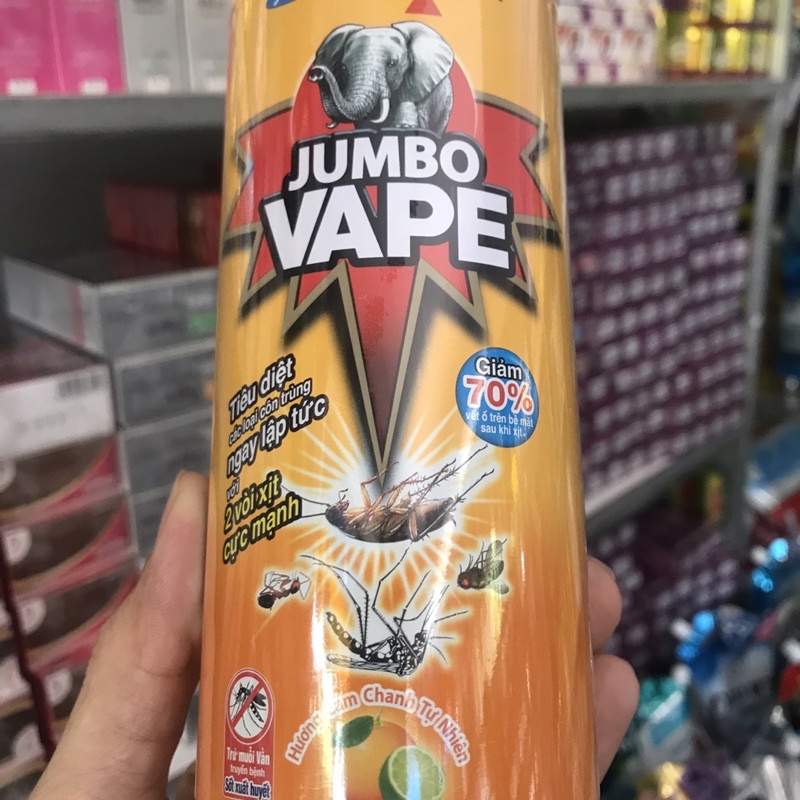 JUMBO
VAPE
Giảm
70%
vết ố trên bề mặt
sau khi xịt
Tiêu diệt
các loại côn trùng
ngay lập tức
với
2 vòi xịt
cực mạnh
Hương Cam Chanh Tự Nhiên
Trừ muỗi Vằn
truyền bệnh
Sốt xuất huyết